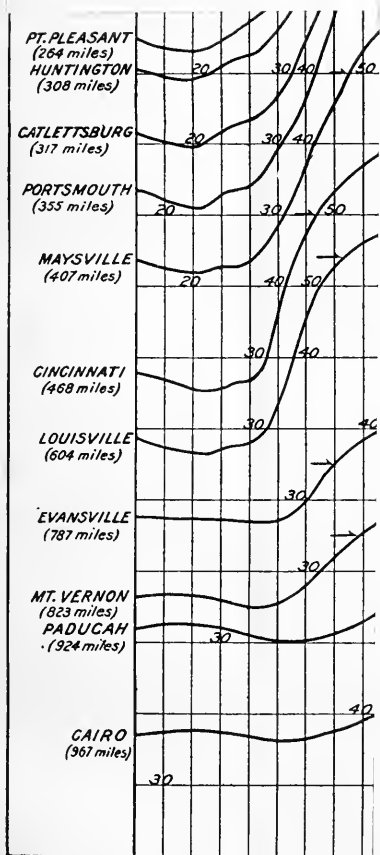 PT. PLEASANT
(264 miles)
HUNTINGTON
(308 miles)
20 30 40 50
CATLETTSBURG
(317 miles)
20 30 40
PORTSMOUTH
(355 miles)
20 30 50
MAYSVILLE
(407 miles)
20 40 50
CINCINNATI
(468 miles)
30 40
LOUISVILLE
(604 miles)
30 40
EVANSVILLE
(787 miles)
30
MT. VERNON
(823 miles)
30
PADUCAH
(924 miles)
30
CAIRO
(967 miles)
40
30